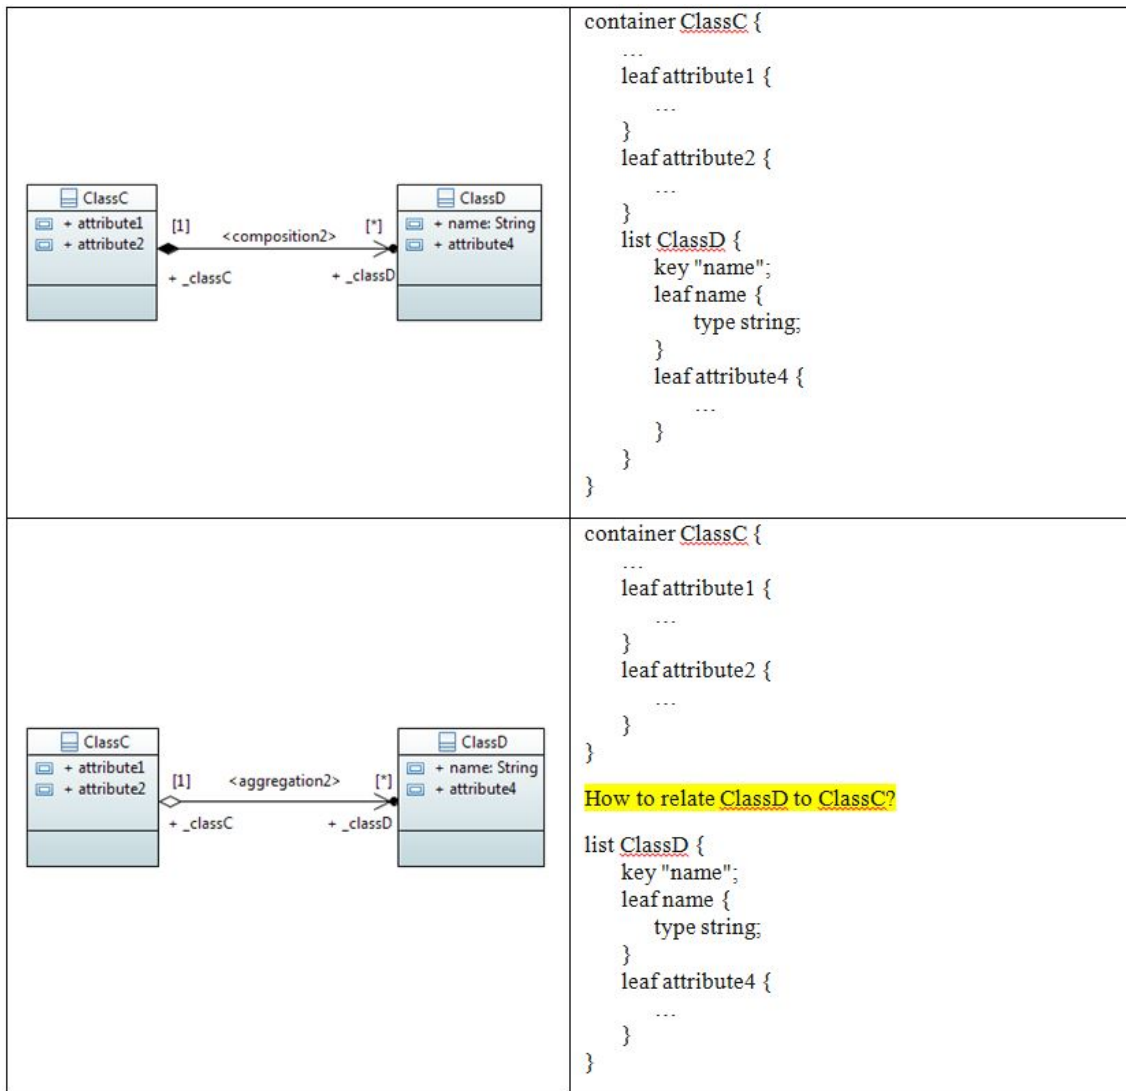 ClassC
+ attribute1
+ attribute2
[1]
<composition2>
[*]
+ _classC
+ _classD
ClassD
+ name: String
+ attribute4
container ClassC {
...
leaf attribute1 {
...
}
leaf attribute2 {
...
}
list ClassD {
key "name";
leaf name {
type string;
}
leaf attribute4 {
...
}
}
}
ClassC
+ attribute1
+ attribute2
[1]
<aggregation2>
[*]
+ _classC
+ _classD
ClassD
+ name: String
+ attribute4
container ClassC {
...
leaf attribute1 {
...
}
leaf attribute2 {
...
}
}
How to relate ClassD to ClassC?
list ClassD {
key "name";
leaf name {
type string;
}
leaf attribute4 {
...
}
}